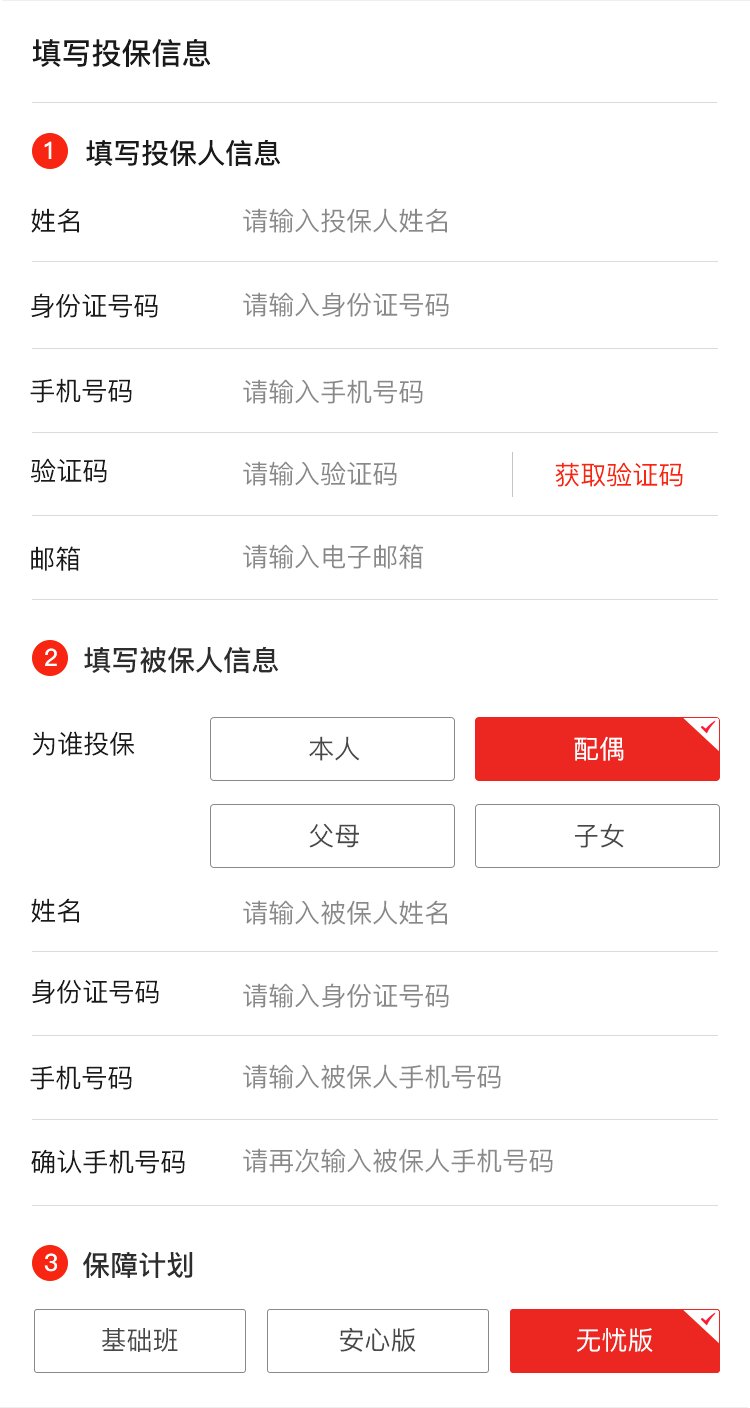 填写投保信息
1 填写投保人信息
姓名 请输入投保人姓名
身份证号码 请输入身份证号码
手机号码 请输入手机号码
验证码 请输入验证码 获取验证码
邮箱 请输入电子邮箱
2 填写被保人信息
为谁投保 本人 配偶
父母 子女
姓名 请输入被保人姓名
身份证号码 请输入身份证号码
手机号码 请输入被保人手机号码
确认手机号码 请再次输入被保人手机号码
3 保障计划
基础班 安心版 无忧版